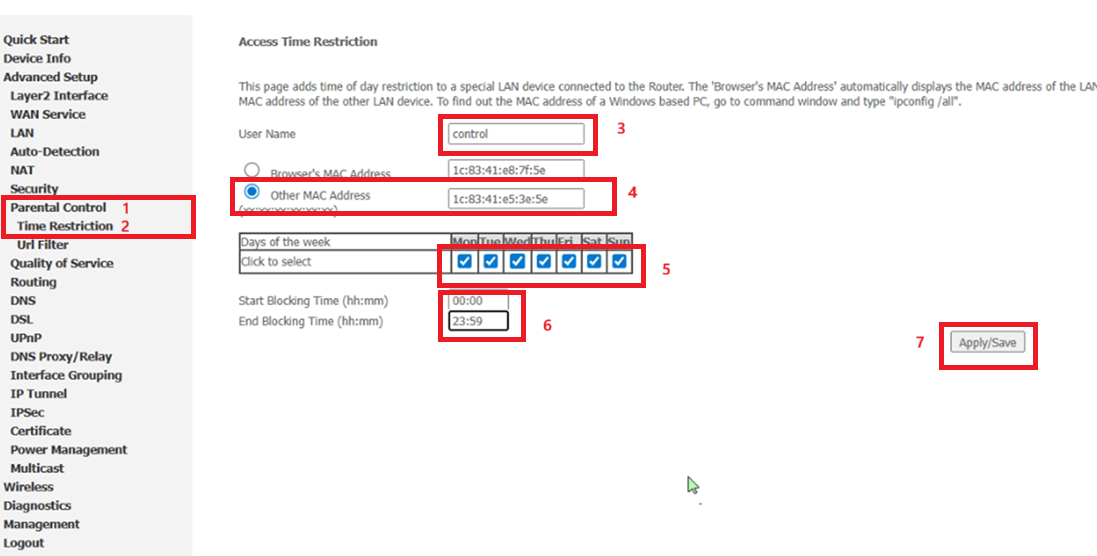 Quick Start
Device Info
Advanced Setup
Layer2 Interface
WAN Service
LAN
Auto-Detection
NAT
Security
Parental Control 1
Time Restriction 2
Url Filter
Quality of Service
Routing
DNS
DSL
UPnP
DNS Proxy/Relay
Interface Grouping
IP Tunnel
IPSec
Certificate
Power Management
Multicast
Wireless
Diagnostics
Management
Logout
Access Time Restriction
This page adds time of day restriction to a special LAN device connected to the Router. The 'Browser's MAC Address' automatically displays the MAC address of the LAN
MAC address of the other LAN device. To find out the MAC address of a Windows based PC, go to command window and type "ipconfig /all".
User Name control 3
Browser's MAC Address 1c:83:41:e8:7f:5e
Other MAC Address 1c:83:41:e5:3e:5e 4
(xx:xx:xx:xx:xx:xx)
Days of the week Mon Tue Wed Thu Fri Sat Sun
Click to select 5
Start Blocking Time (hh:mm) 00:00
End Blocking Time (hh:mm) 23:59 6
7 Apply/Save